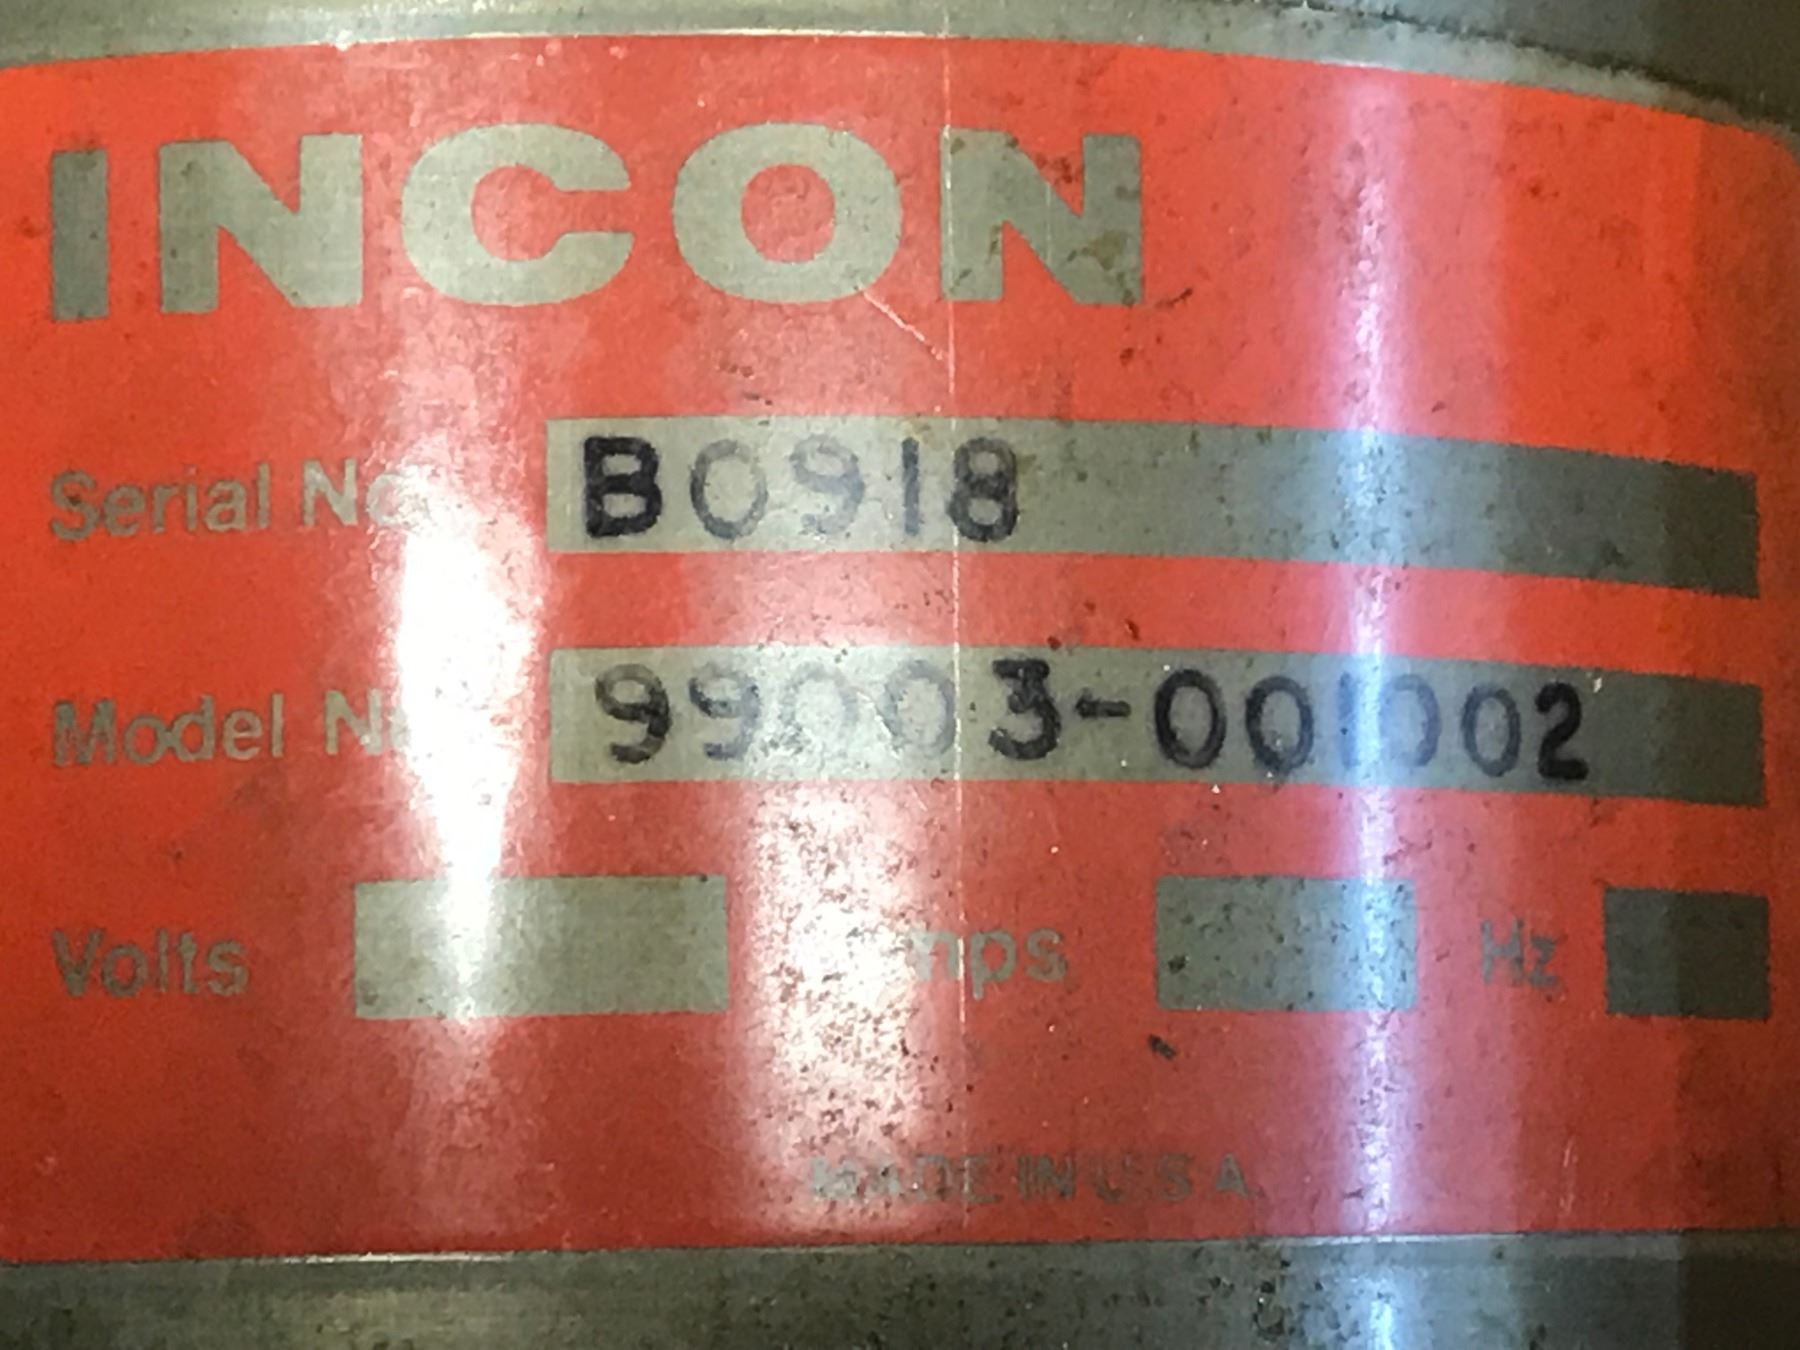 INCON
Serial No. B0918
Model No. 99003-001002
Volts Amps Hz
MADE IN U S A